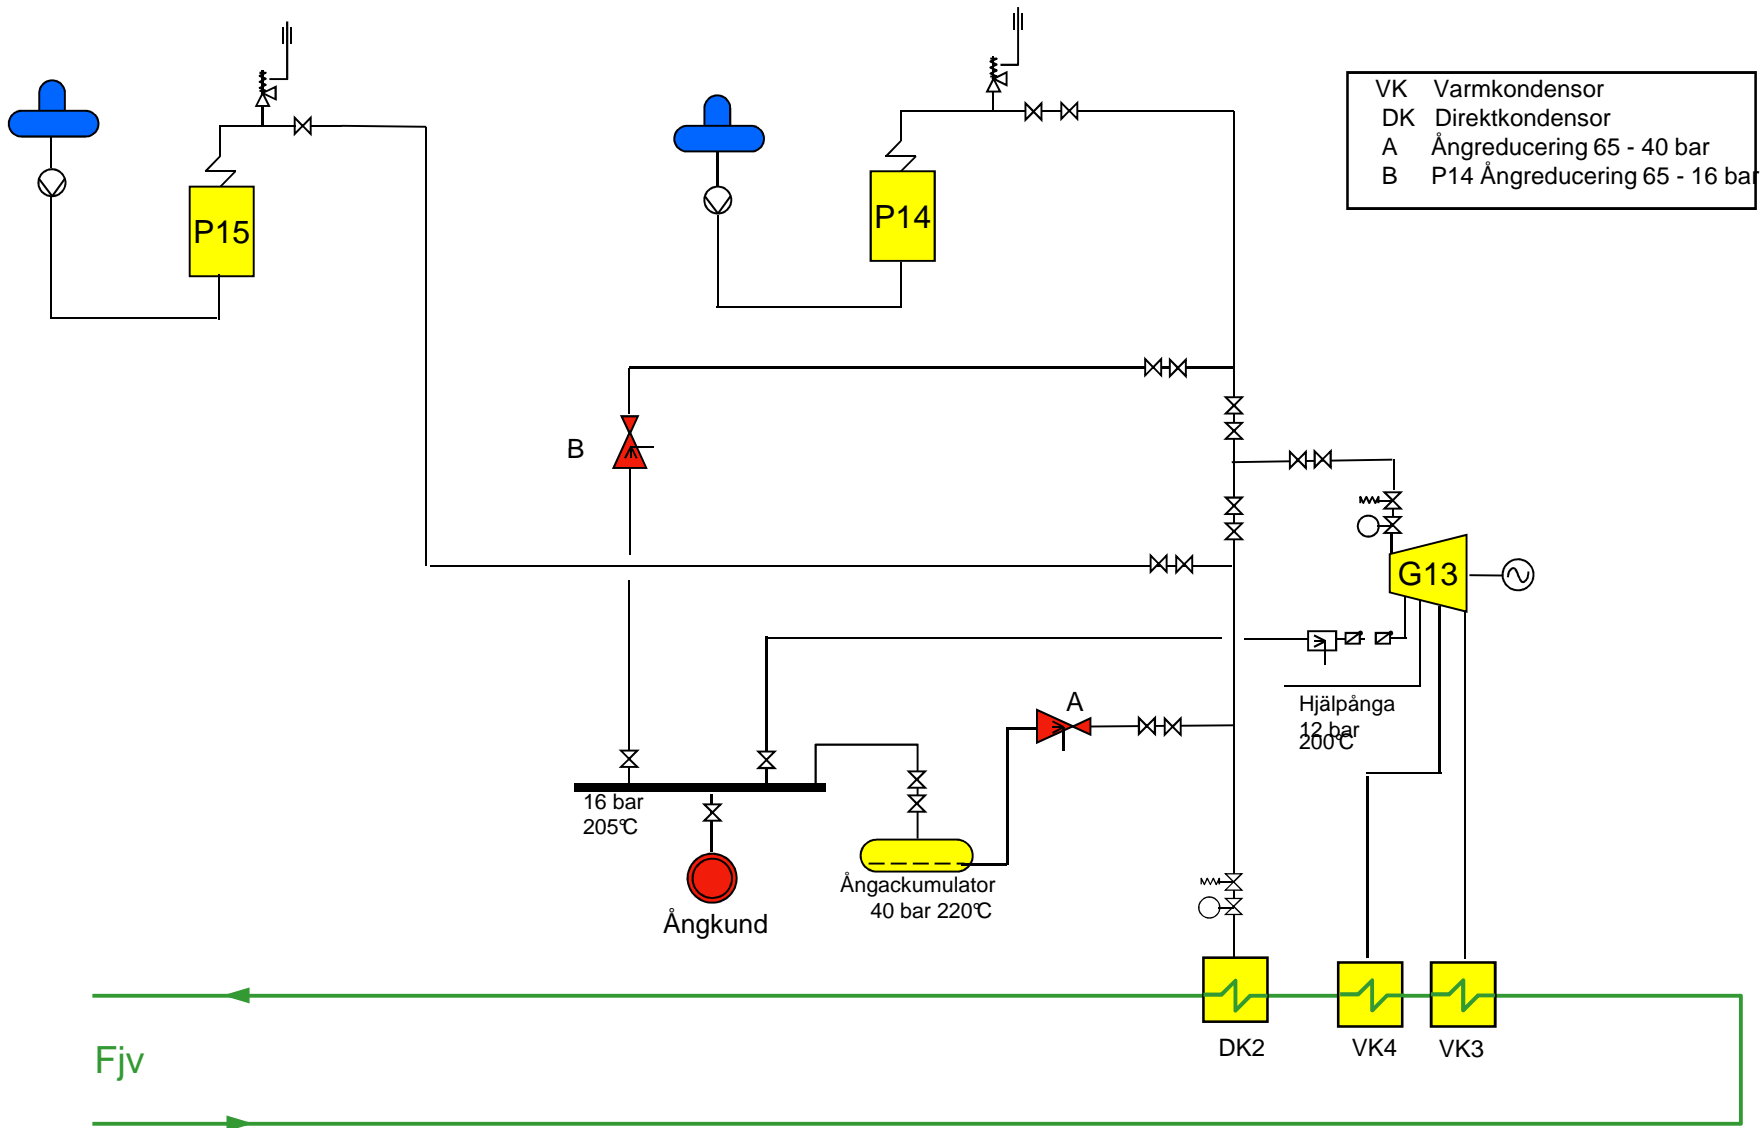 VK Varmkondensor
DK Direktkondensor
A Ångreducering 65 - 40 bar
B P14 Ångreducering 65 - 16 bar
P15
P14
B
G13
A
Hjälpånga
12 bar
200°C
16 bar
205°C
Ångackumulator
40 bar 220°C
Ångkund
DK2
VK4
VK3
Fjv